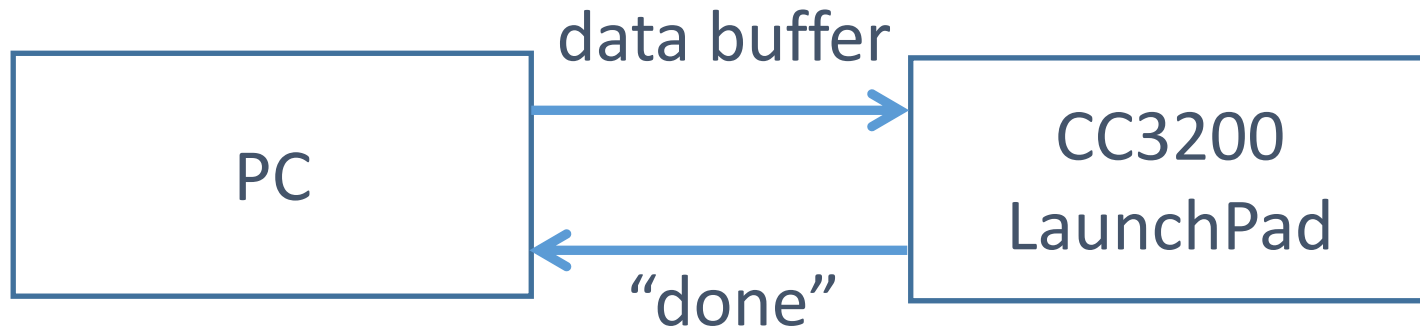 data buffer
PC
CC3200
LaunchPad
“done”